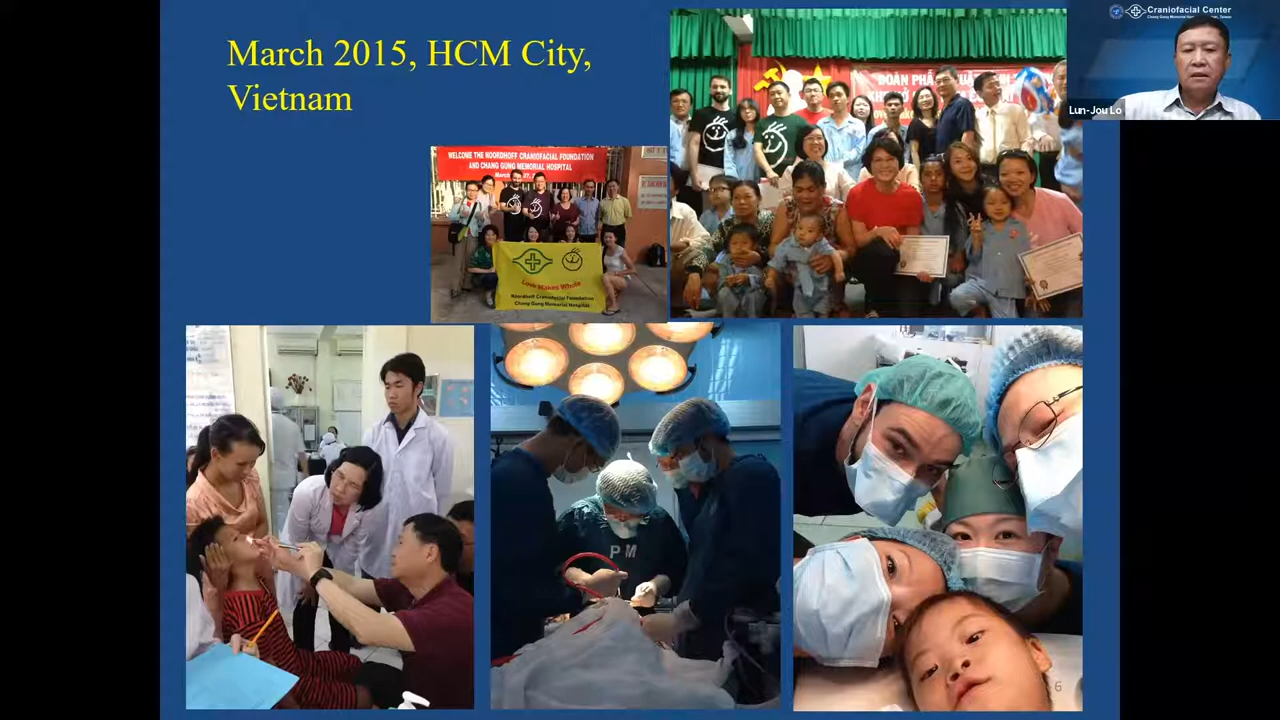 March 2015, HCM City,
Vietnam
Craniofacial Center
Lun-Jou Lo
WELCOME THE NOORDHOFF CRANIOFACIAL FOUNDATION
AND CHANG GUNG MEMORIAL HOSPITAL
Love Makes Whole
Noordhoff Craniofacial Foundation
Chang Gung Memorial Hospital
PM
6